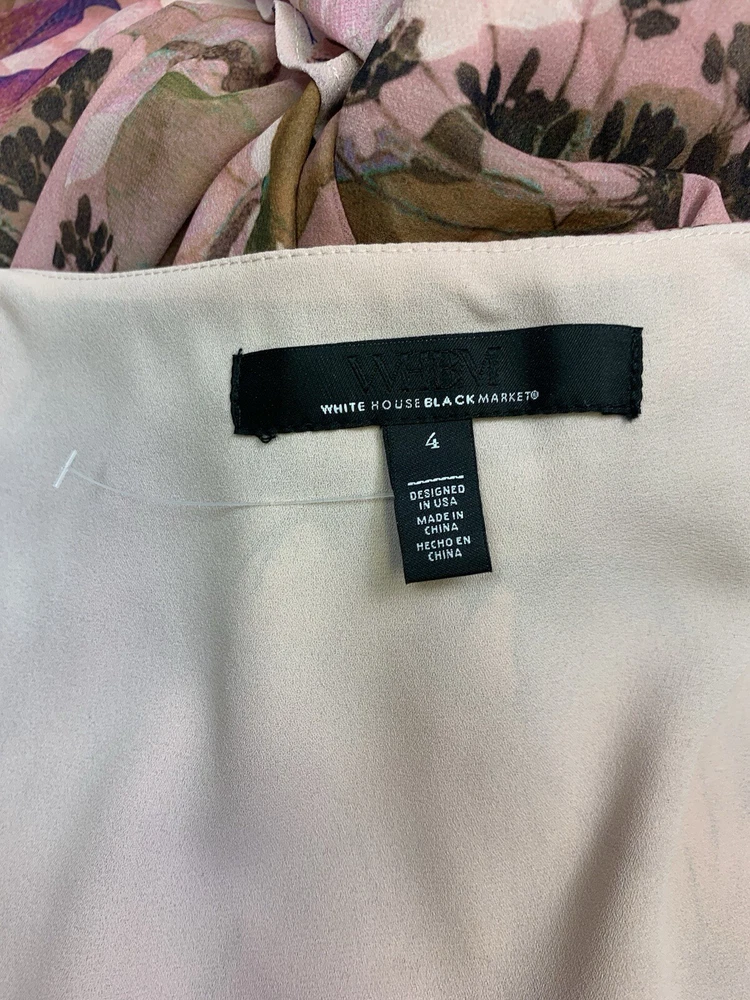 WHBM
WHITE HOUSE BLACK MARKET®
4
DESIGNED
IN USA
MADE IN
CHINA
HECHO EN
CHINA